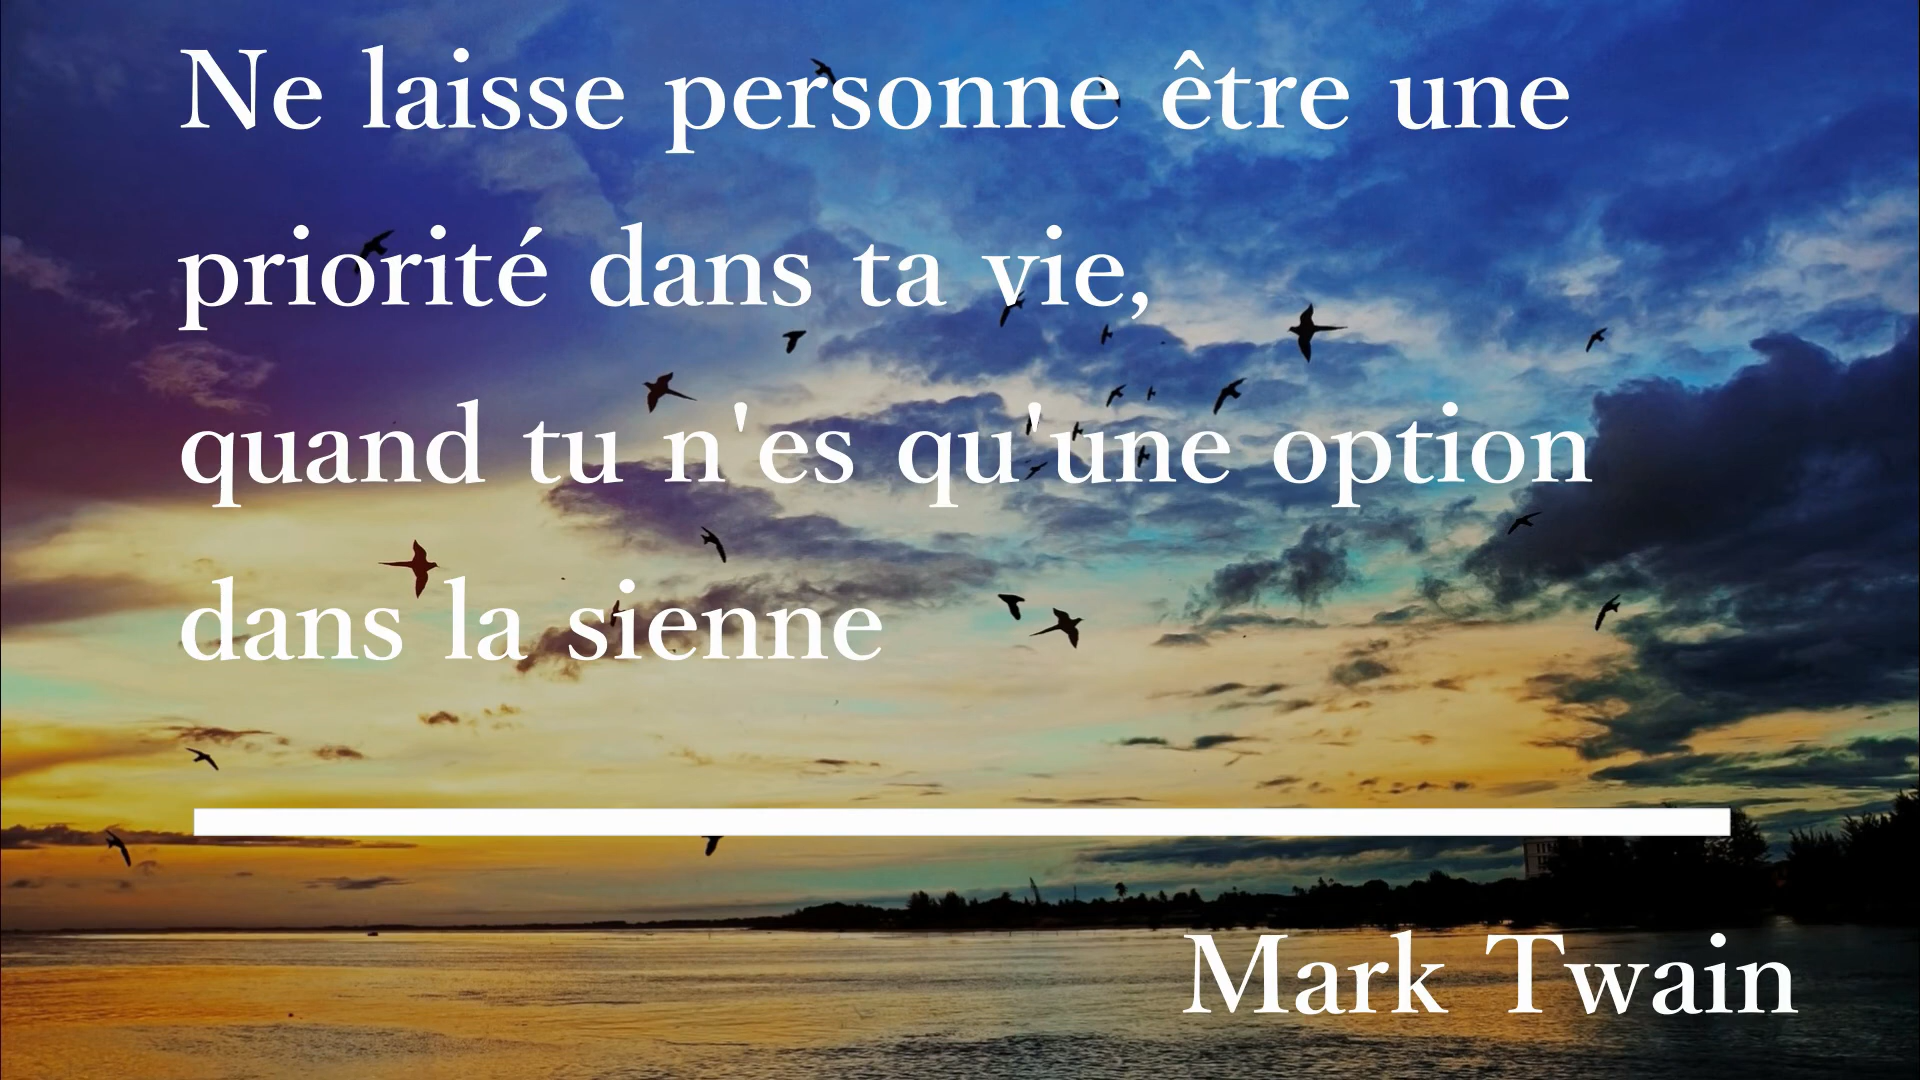 Ne laisse personne être une
priorité dans ta vie,
quand tu n'es qu'une option
dans la sienne
Mark Twain